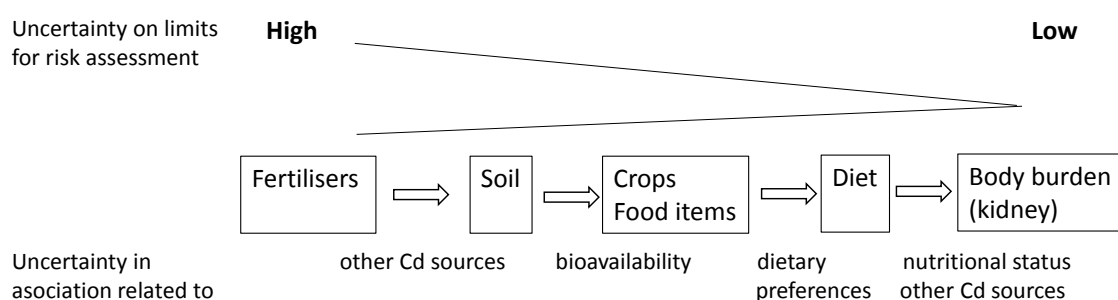 Uncertainty on limits
for risk assessment
High
Low
Fertilisers
Soil
Crops
Food items
Diet
Body burden
(kidney)
Uncertainty in
asociation related to
other Cd sources
bioavailability
dietary
preferences
nutritional status
other Cd sources